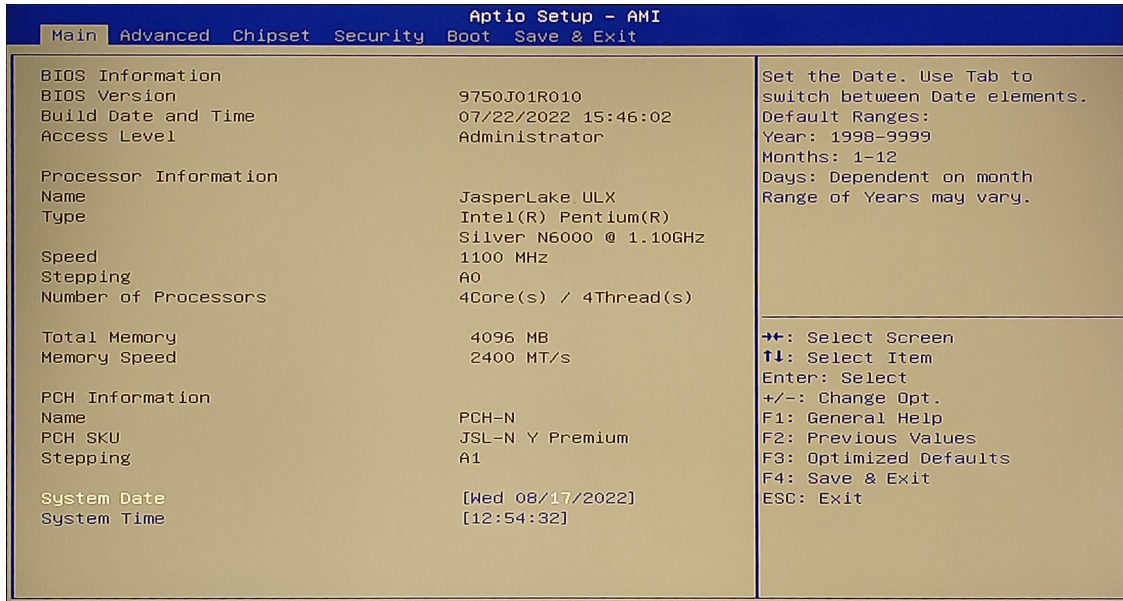 Aptio Setup – AMI
Main Advanced Chipset Security Boot Save & Exit
BIOS Information
BIOS Version 9750J01R010
Build Date and Time 07/22/2022 15:46:02
Access Level Administrator
Processor Information
Name JasperLake ULX
Type Intel(R) Pentium(R)
Silver N6000 @ 1.10GHz
Speed 1100 MHz
Stepping A0
Number of Processors 4Core(s) / 4Thread(s)
Total Memory 4096 MB
Memory Speed 2400 MT/s
PCH Information
Name PCH-N
PCH SKU JSL-N Y Premium
Stepping A1
System Date [Wed 08/17/2022]
System Time [12:54:32]
Set the Date. Use Tab to
switch between Date elements.
Default Ranges:
Year: 1998-9999
Months: 1-12
Days: Dependent on month
Range of Years may vary.
→←: Select Screen
↑↓: Select Item
Enter: Select
+/-: Change Opt.
F1: General Help
F2: Previous Values
F3: Optimized Defaults
F4: Save & Exit
ESC: Exit